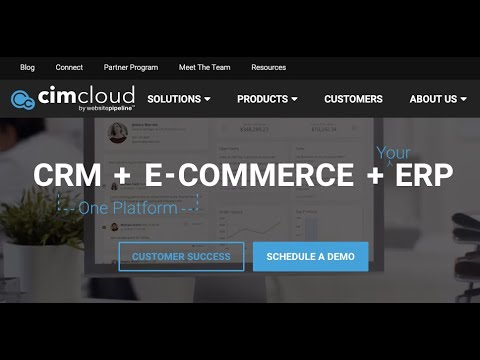 Blog Connect Partner Program Meet The Team Resources
cimcloud SOLUTIONS PRODUCTS CUSTOMERS ABOUT US
by websitepipeline™
Your
CRM + E-COMMERCE + ERP
One Platform
CUSTOMER SUCCESS SCHEDULE A DEMO